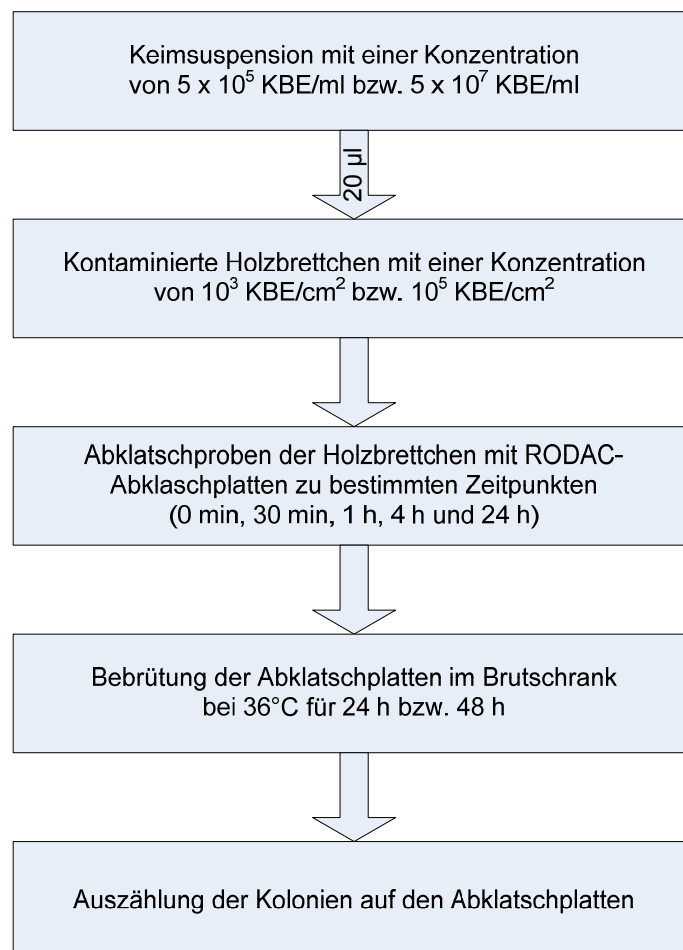 Keimsuspension mit einer Konzentration
von 5 x 10⁵ KBE/ml bzw. 5 x 10⁷ KBE/ml
20 µl
Kontaminierte Holzbrettchen mit einer Konzentration
von 10³ KBE/cm² bzw. 10⁵ KBE/cm²
Abklatschproben der Holzbrettchen mit RODAC-
Abklaschplatten zu bestimmten Zeitpunkten
(0 min, 30 min, 1 h, 4 h und 24 h)
Bebrütung der Abklatschplatten im Brutschrank
bei 36°C für 24 h bzw. 48 h
Auszählung der Kolonien auf den Abklatschplatten